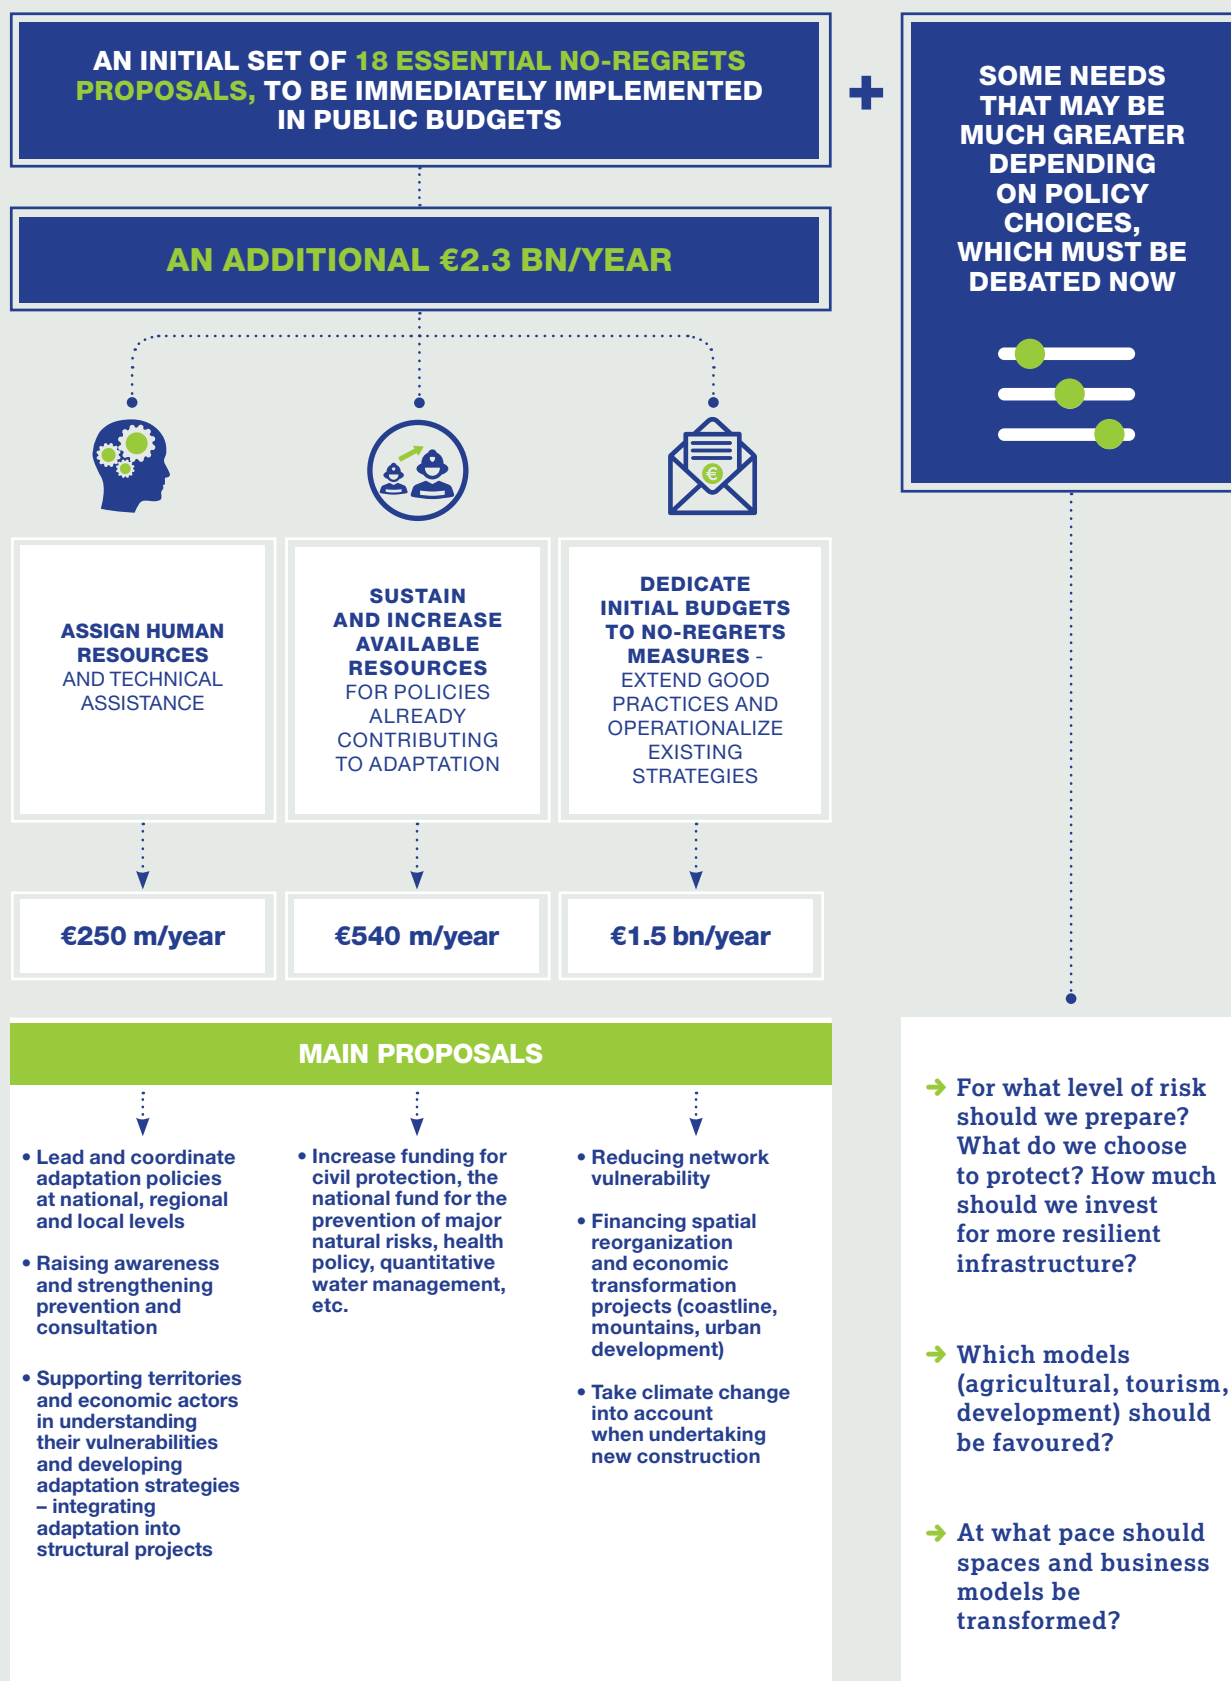 AN INITIAL SET OF 18 ESSENTIAL NO-REGRETS
PROPOSALS, TO BE IMMEDIATELY IMPLEMENTED
IN PUBLIC BUDGETS
+
SOME NEEDS
THAT MAY BE
MUCH GREATER
DEPENDING
ON POLICY
CHOICES,
WHICH MUST BE
DEBATED NOW
AN ADDITIONAL €2.3 BN/YEAR
€
ASSIGN HUMAN
RESOURCES
AND TECHNICAL
ASSISTANCE
SUSTAIN
AND INCREASE
AVAILABLE
RESOURCES
FOR POLICIES
ALREADY
CONTRIBUTING
TO ADAPTATION
DEDICATE
INITIAL BUDGETS
TO NO-REGRETS
MEASURES -
EXTEND GOOD
PRACTICES AND
OPERATIONALIZE
EXISTING
STRATEGIES
€250 m/year
€540 m/year
€1.5 bn/year
MAIN PROPOSALS
• Lead and coordinate
adaptation policies
at national, regional
and local levels
• Raising awareness
and strengthening
prevention and
consultation
• Supporting territories
and economic actors
in understanding
their vulnerabilities
and developing
adaptation strategies
– integrating
adaptation into
structural projects
• Increase funding for
civil protection, the
national fund for the
prevention of major
natural risks, health
policy, quantitative
water management,
etc.
• Reducing network
vulnerability
• Financing spatial
reorganization
and economic
transformation
projects (coastline,
mountains, urban
development)
• Take climate change
into account
when undertaking
new construction
➔ For what level of risk
should we prepare?
What do we choose
to protect? How much
should we invest
for more resilient
infrastructure?
➔ Which models
(agricultural, tourism,
development) should
be favoured?
➔ At what pace should
spaces and business
models be
transformed?